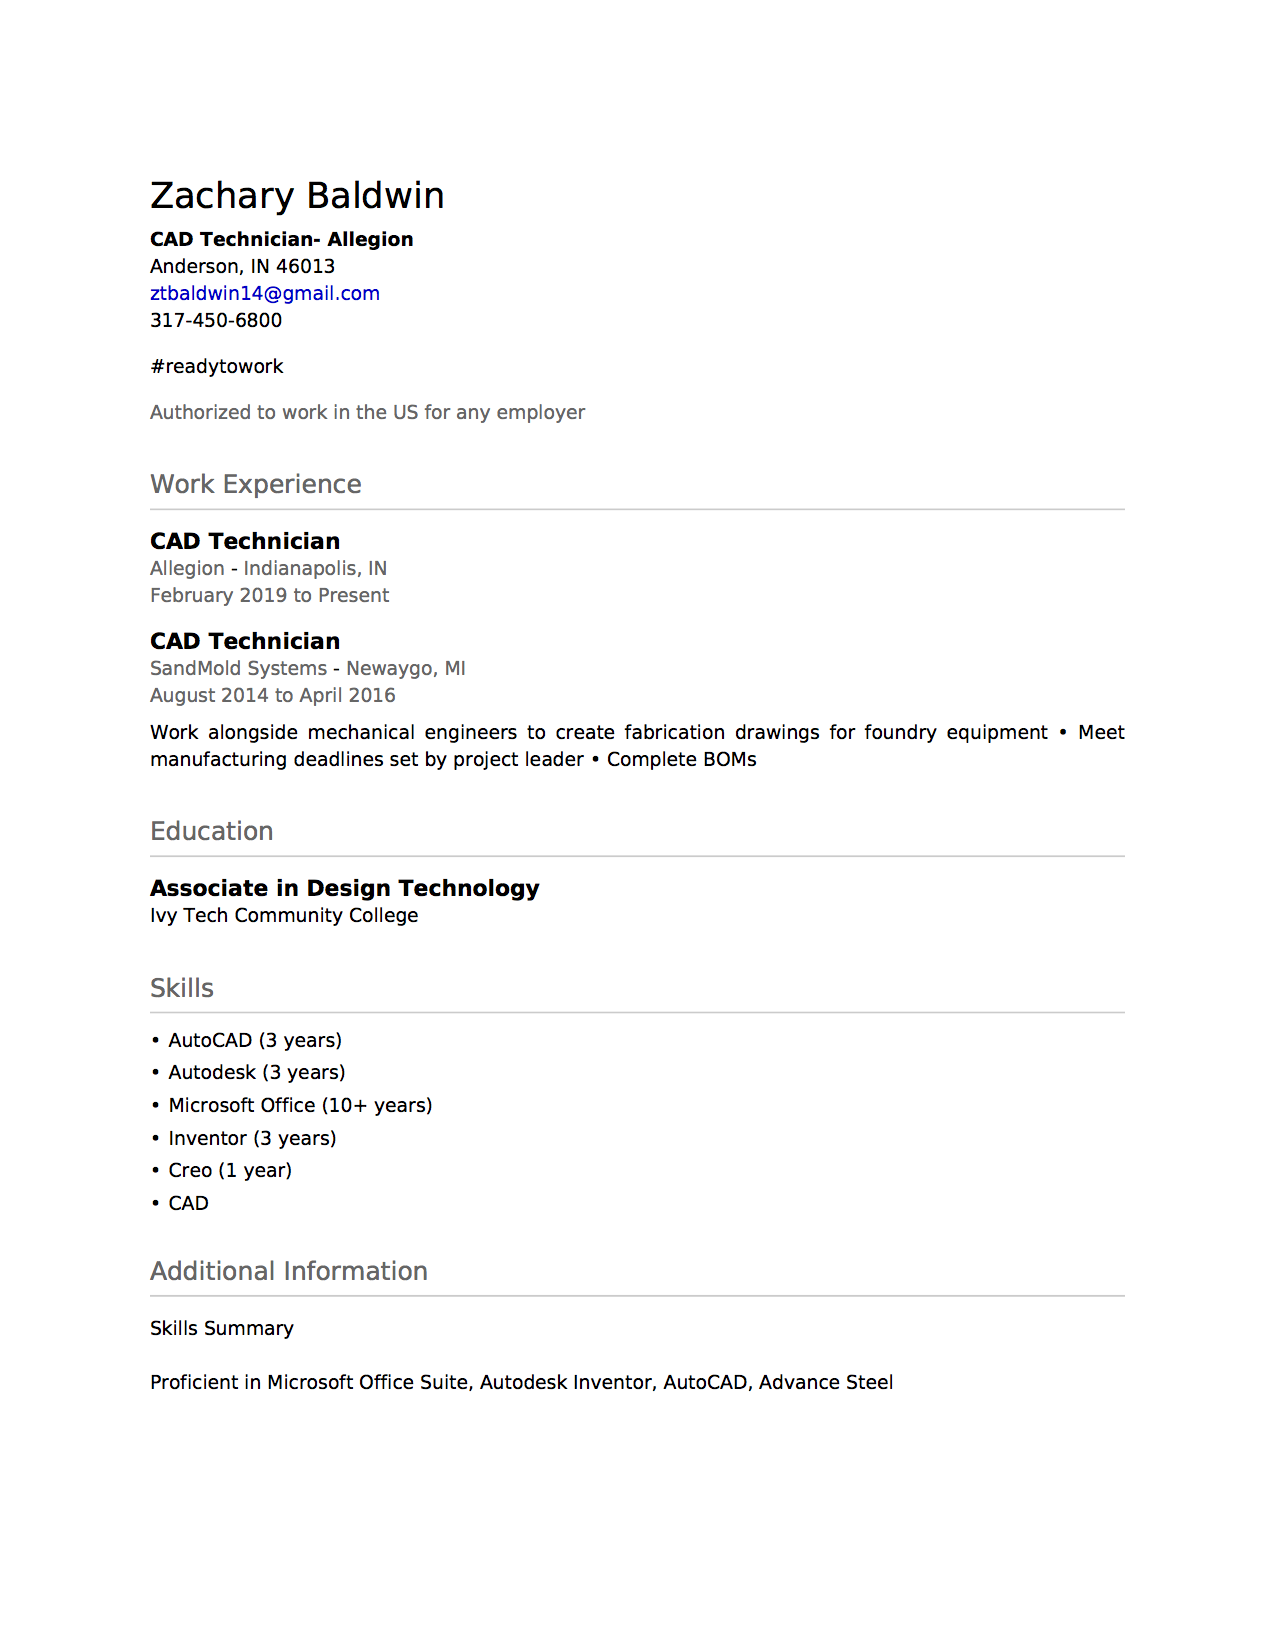 Zachary Baldwin
CAD Technician- Allegion
Anderson, IN 46013
ztbaldwin14@gmail.com
317-450-6800
#readytowork
Authorized to work in the US for any employer
Work Experience
CAD Technician
Allegion - Indianapolis, IN
February 2019 to Present
CAD Technician
SandMold Systems - Newaygo, MI
August 2014 to April 2016
Work alongside mechanical engineers to create fabrication drawings for foundry equipment • Meet
manufacturing deadlines set by project leader • Complete BOMs
Education
Associate in Design Technology
Ivy Tech Community College
Skills
• AutoCAD (3 years)
• Autodesk (3 years)
• Microsoft Office (10+ years)
• Inventor (3 years)
• Creo (1 year)
• CAD
Additional Information
Skills Summary
Proficient in Microsoft Office Suite, Autodesk Inventor, AutoCAD, Advance Steel